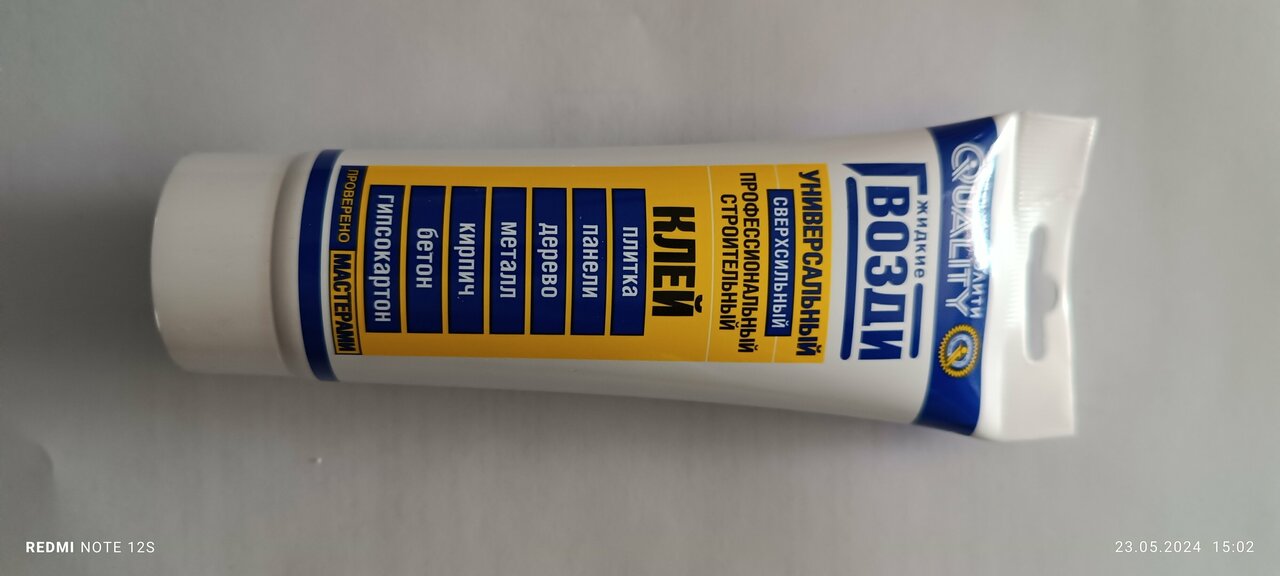 QUALITY
ЖИДКИЕ
ГВОЗДИ
УНИВЕРСАЛЬНЫЙ
СВЕРХСИЛЬНЫЙ
ПРОФЕССИОНАЛЬНЫЙ
СТРОИТЕЛЬНЫЙ
КЛЕЙ
плитка
панели
дерево
металл
кирпич
бетон
гипсокартон
ПРОВЕРЕНО МАСТЕРАМИ
REDMI NOTE 12S
23.05.2024 15:02